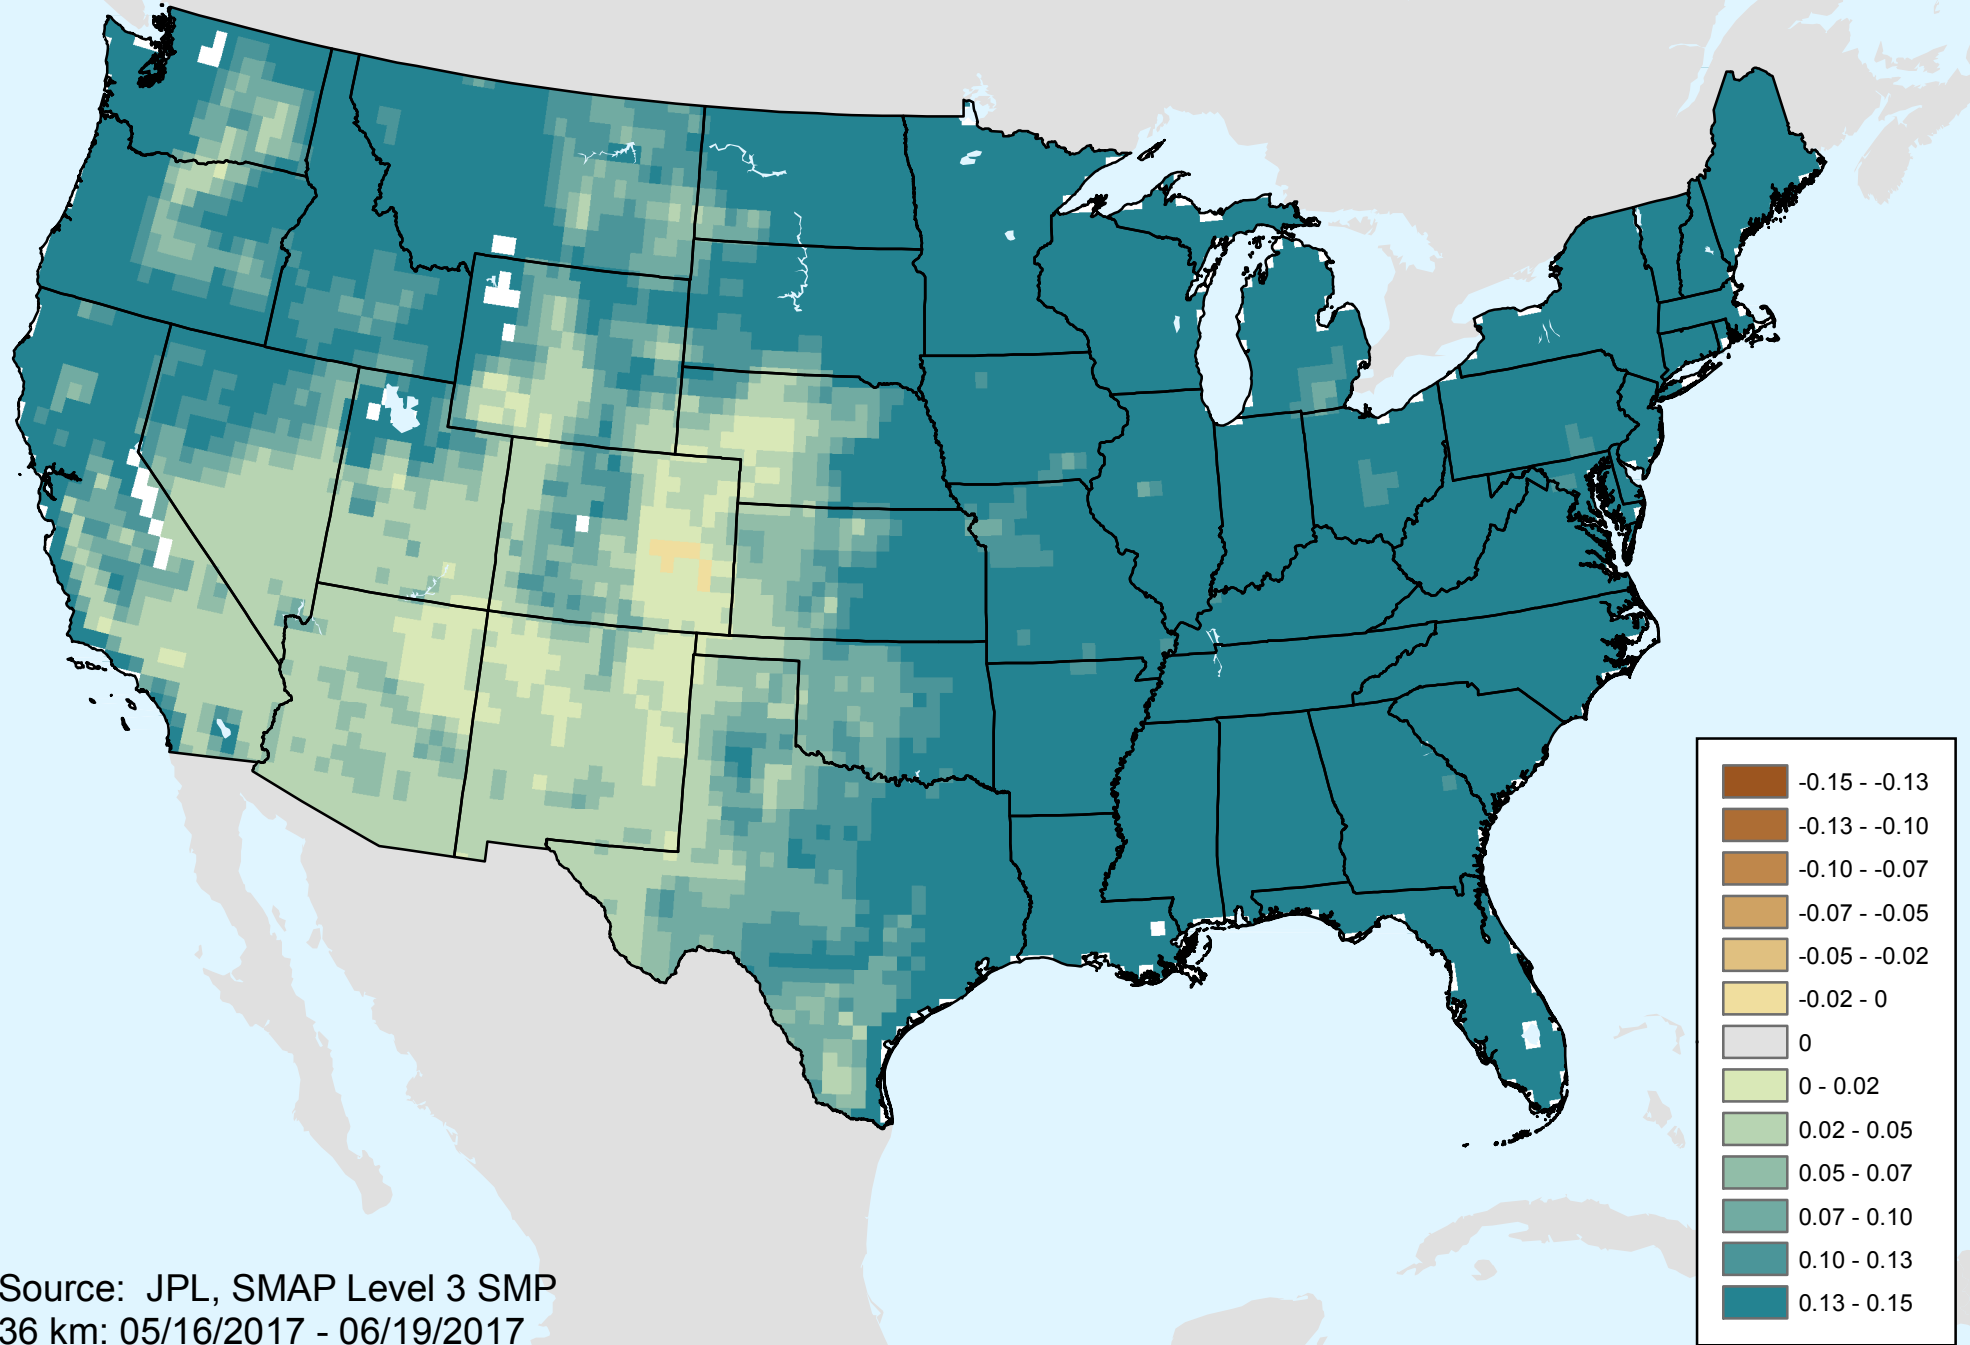 -0.15 - -0.13
-0.13 - -0.10
-0.10 - -0.07
-0.07 - -0.05
-0.05 - -0.02
-0.02 - 0
0
0 - 0.02
0.02 - 0.05
0.05 - 0.07
0.07 - 0.10
0.10 - 0.13
0.13 - 0.15
Source: JPL, SMAP Level 3 SMP
36 km: 05/16/2017 - 06/19/2017